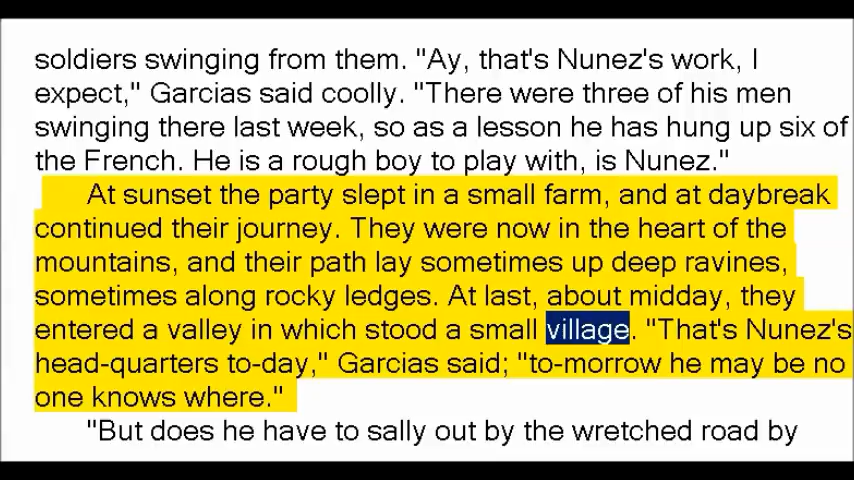 soldiers swinging from them. "Ay, that's Nunez's work, I
expect," Garcias said coolly. "There were three of his men
swinging there last week, so as a lesson he has hung up six of
the French. He is a rough boy to play with, is Nunez."
At sunset the party slept in a small farm, and at daybreak
continued their journey. They were now in the heart of the
mountains, and their path lay sometimes up deep ravines,
sometimes along rocky ledges. At last, about midday, they
entered a valley in which stood a small village. "That's Nunez's
head-quarters to-day," Garcias said; "to-morrow he may be no
one knows where."
"But does he have to sally out by the wretched road by